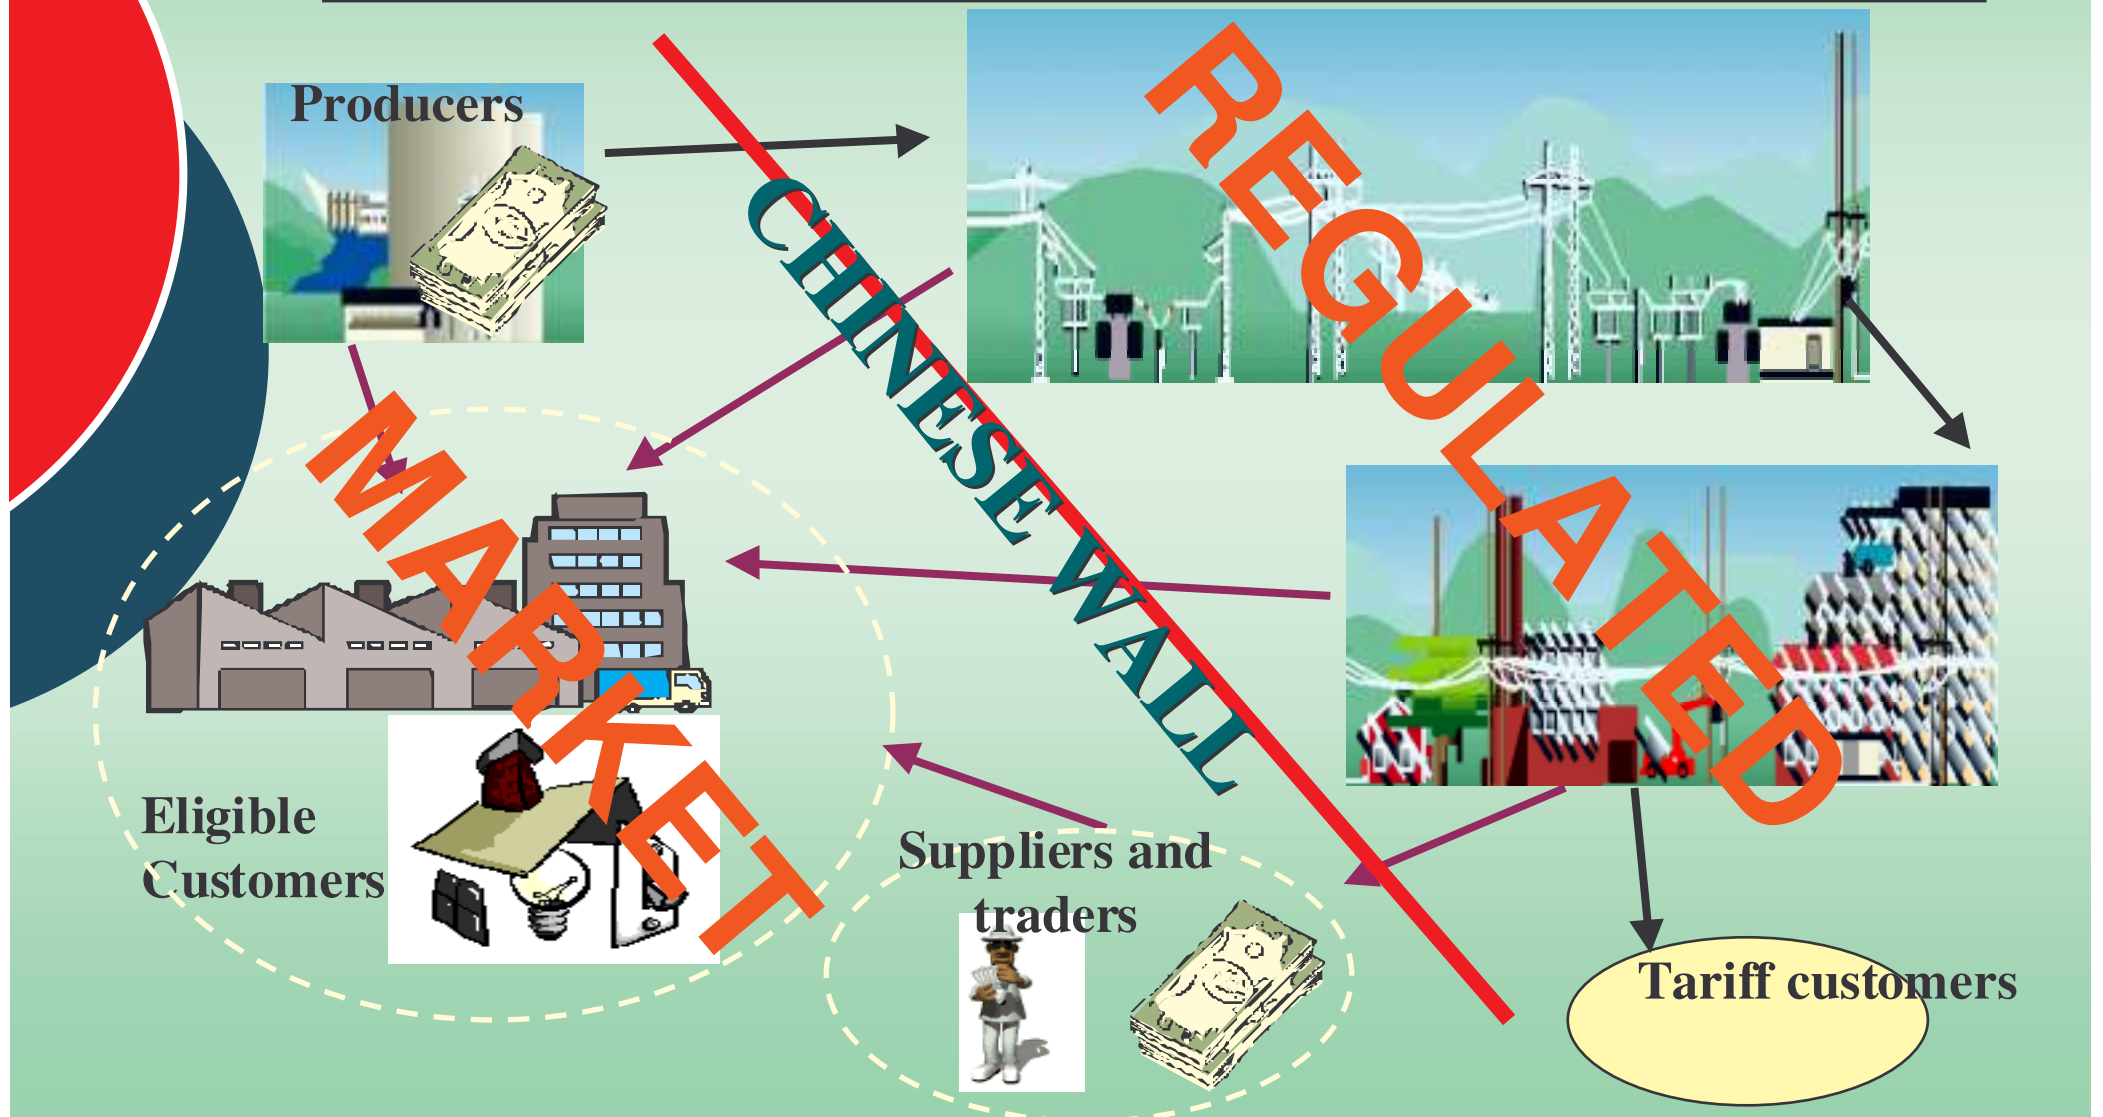 Producers
REGULATED
CHINESE WALL
MARKET
Eligible
Customers
Suppliers and
traders
Tariff customers